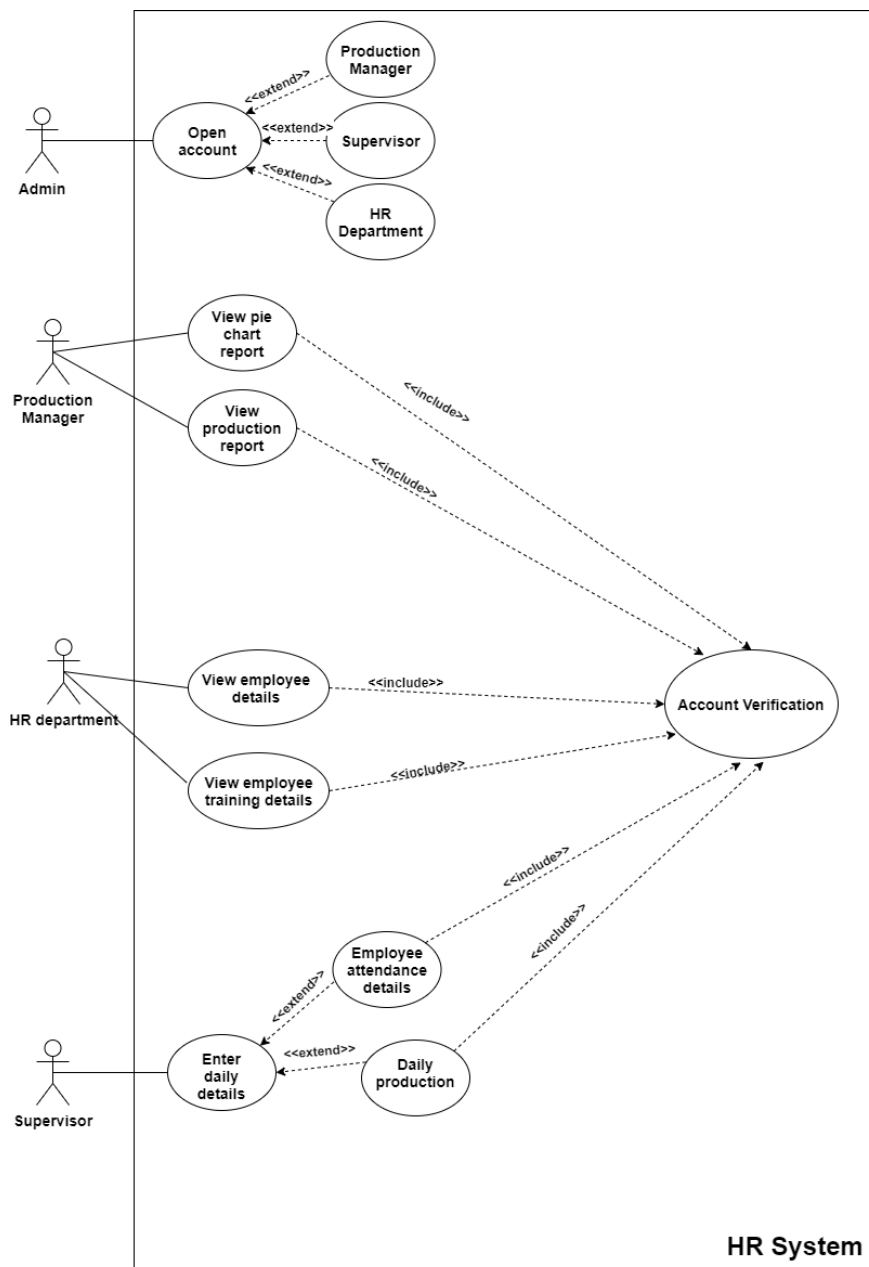 Production
Manager
<<extend>>
Open
account
<<extend>>
Supervisor
<<extend>>
HR
Department
Admin
View pie
chart
report
<<include>>
Production
Manager
View
production
report
<<include>>
HR department
View employee
details
<<include>>
Account Verification
View employee
training details
<<include>>
<<include>>
<<include>>
Employee
attendance
details
<<extend>>
Supervisor
Enter
daily
details
<<extend>>
Daily
production
HR System